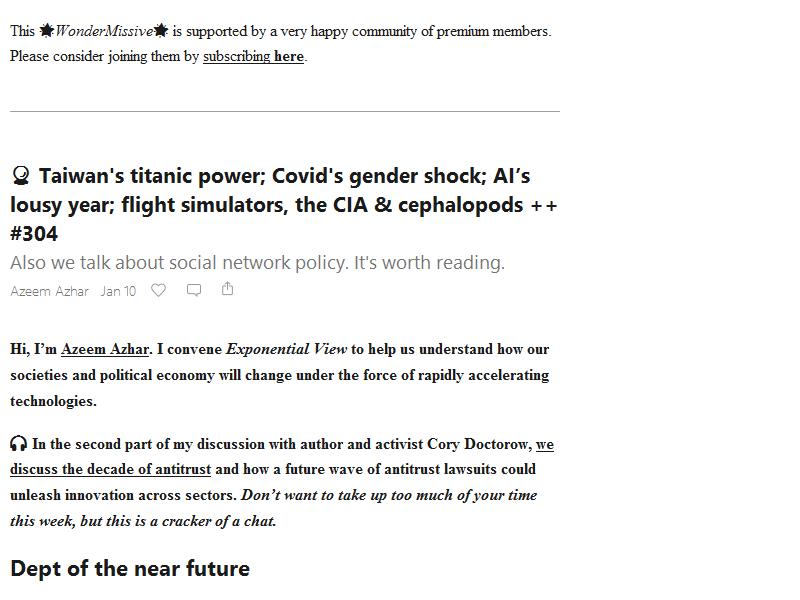 This 🟐WonderMissive🟐 is supported by a very happy community of premium members.
Please consider joining them by subscribing here.
🔮 Taiwan's titanic power; Covid's gender shock; AI’s
lousy year; flight simulators, the CIA & cephalopods ++
#304
Also we talk about social network policy. It's worth reading.
Azeem Azhar Jan 10
Hi, I’m Azeem Azhar. I convene Exponential View to help us understand how our
societies and political economy will change under the force of rapidly accelerating
technologies.
🎧 In the second part of my discussion with author and activist Cory Doctorow, we
discuss the decade of antitrust and how a future wave of antitrust lawsuits could
unleash innovation across sectors. Don’t want to take up too much of your time
this week, but this is a cracker of a chat.
Dept of the near future